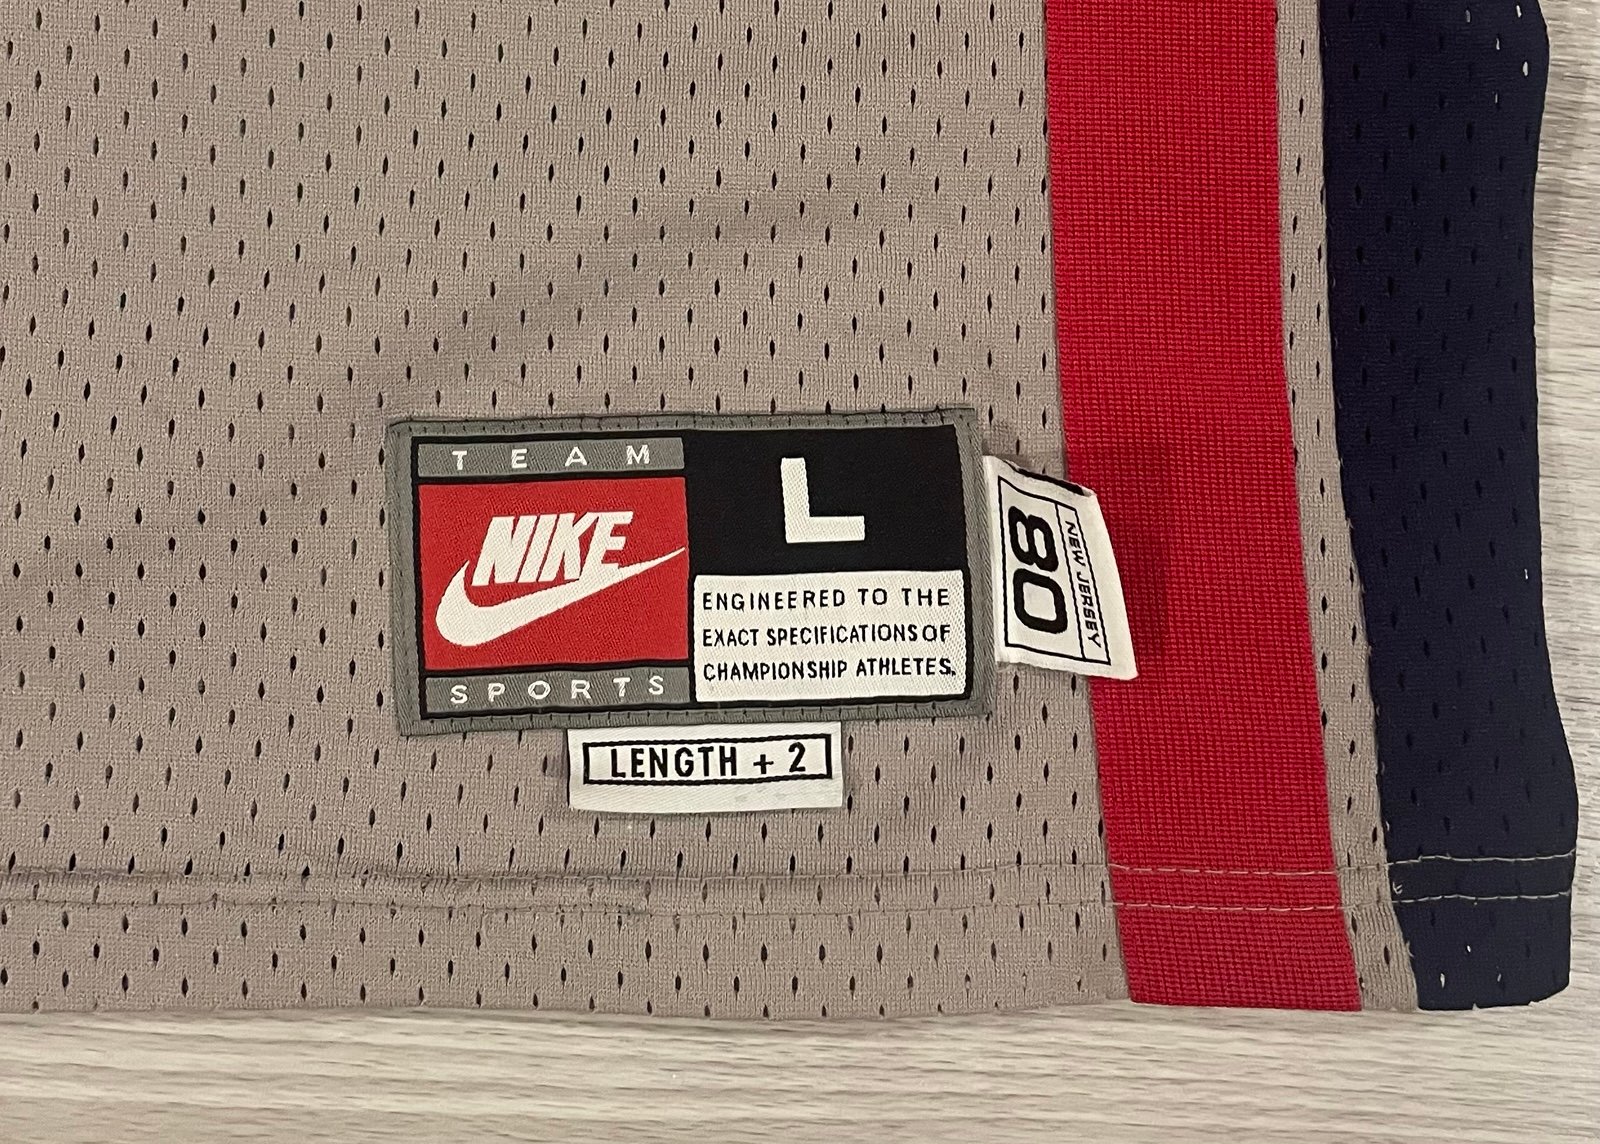 TEAM
NIKE
SPORTS
L
ENGINEERED TO THE
EXACT SPECIFICATIONS OF
CHAMPIONSHIP ATHLETES.
LENGTH + 2
NEW JERSEY
80